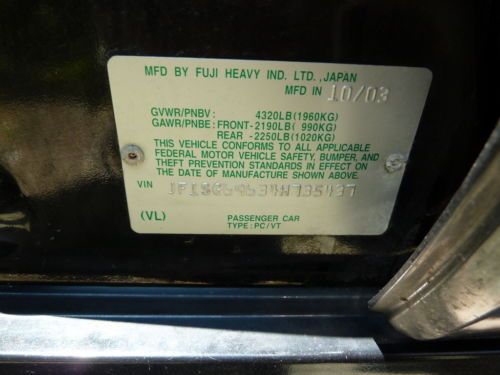 MFD BY FUJI HEAVY IND. LTD.,JAPAN
MFD IN 10/03
GVWR/PNBV: 4320LB(1960KG)
GAWR/PNBE: FRONT-2190LB( 990KG)
REAR -2250LB(1020KG)
THIS VEHICLE CONFORMS TO ALL APPLICABLE
FEDERAL MOTOR VEHICLE SAFETY, BUMPER, AND
THEFT PREVENTION STANDARDS IN EFFECT ON
THE DATE OF MANUFACTURE SHOWN ABOVE.
VIN
(VL) PASSENGER CAR
TYPE:PC/VT